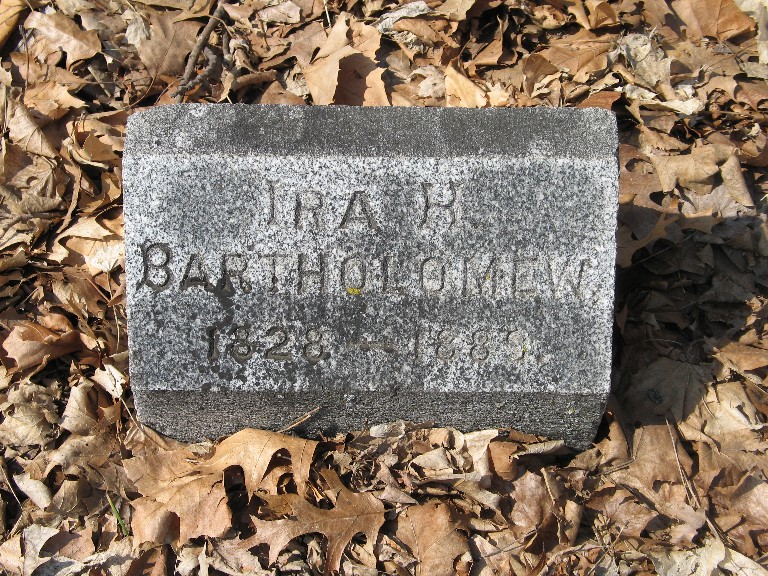 IRA H.
BARTHOLOMEW.
1828 — 1889.